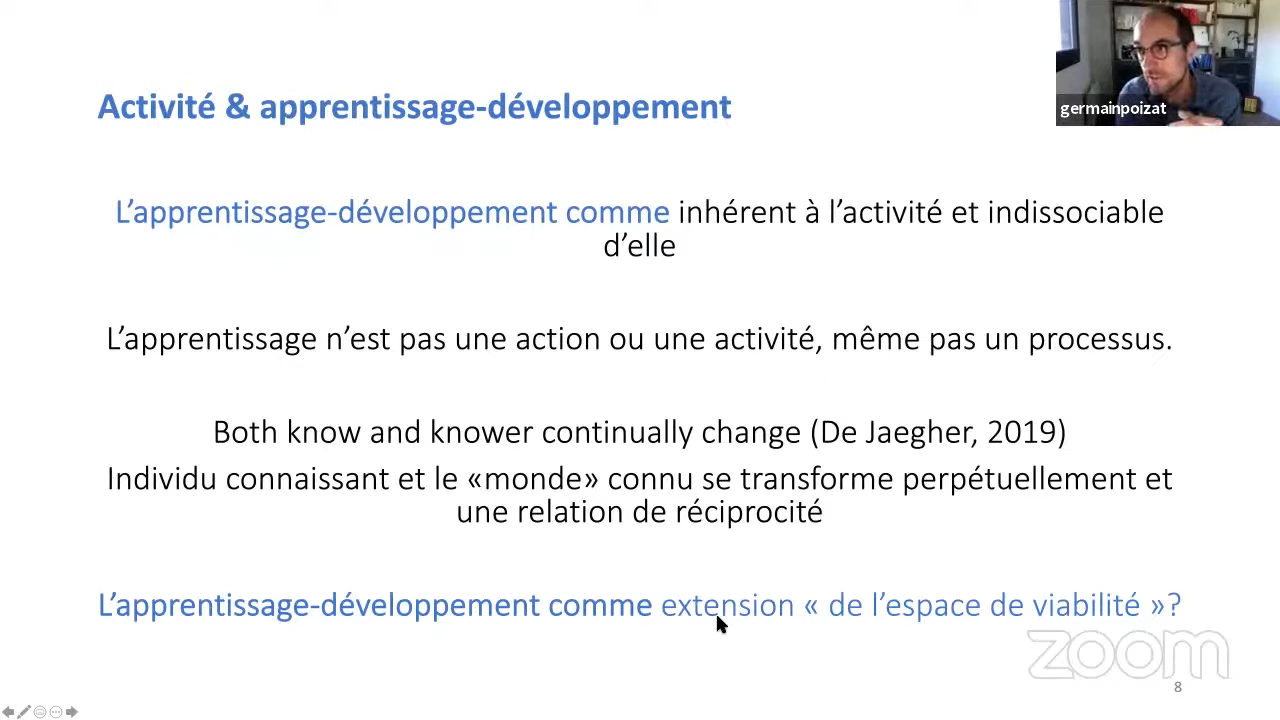 germainpoizat
Activité & apprentissage-développement
L’apprentissage-développement comme inhérent à l’activité et indissociable
d’elle
L’apprentissage n’est pas une action ou une activité, même pas un processus.
Both know and knower continually change (De Jaegher, 2019)
Individu connaissant et le «monde» connu se transforme perpétuellement et
une relation de réciprocité
L’apprentissage-développement comme extension « de l’espace de viabilité »?
zoom
8